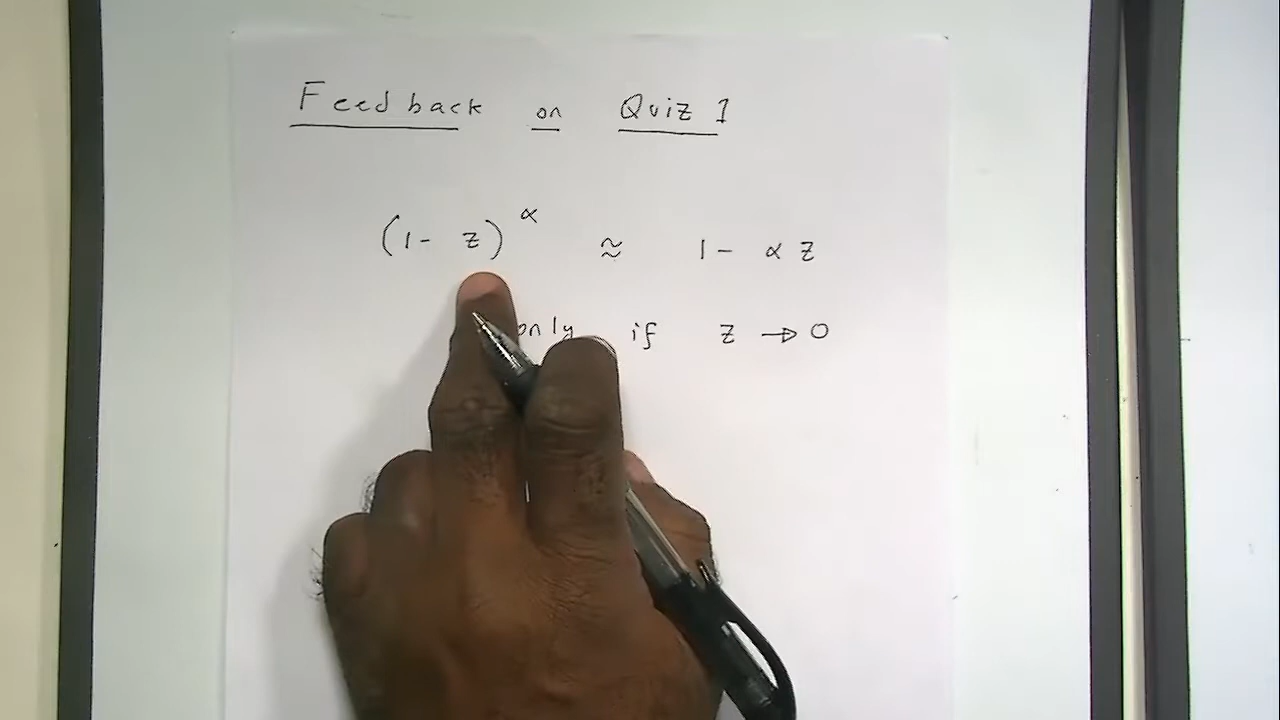 Feedback on Quiz 1
(1- z)^α ≈ 1- α z
only if z → 0